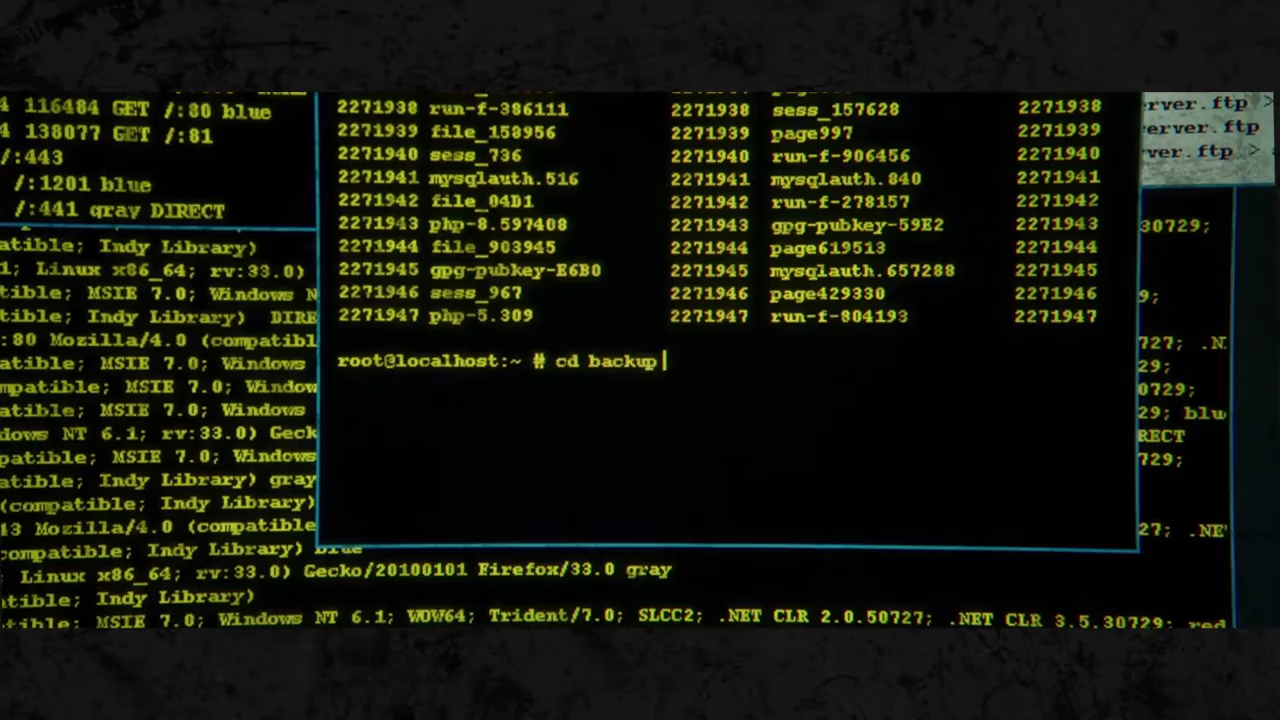 4 116484 GET /:80 blue
4 138077 GET /:81
/:443
/:1201 blue
/:441 gray DIRECT
2271938 run-f-386111 2271938 sess_157628 2271938
2271939 file_158956 2271939 page997 2271939
2271940 sess_736 2271940 run-f-906456 2271940
2271941 mysqlauth.516 2271941 mysqlauth.840 2271941
2271942 file_04D1 2271942 run-f-278157 2271942
2271943 php-8.597408 2271943 gpg-pubkey-59E2 2271943
2271944 file_903945 2271944 page619513 2271944
2271945 gpg-pubkey-E6B0 2271945 mysqlauth.657288 2271945
2271946 sess_967 2271946 page429330 2271946
2271947 php-5.309 2271947 run-f-804193 2271947
root@localhost:~ # cd backup
rver.ftp >
erver.ftp
ver.ftp >
atible; Indy Library)
1; Linux x86_64; rv:33.0)
tible; MSIE 7.0; Windows N
tible; Indy Library) DIRE
:80 Mozilla/4.0 (compatibl
atible; MSIE 7.0; Windows
mpatible; MSIE 7.0; Window
atible; MSIE 7.0; Windows
dows NT 6.1; rv:33.0) Geck
patible; MSIE 7.0; Windows
atible; Indy Library) gray
(compatible; Indy Library)
13 Mozilla/4.0 (compatible
compatible; Indy Library) blue
; Linux x86_64; rv:33.0) Gecko/20100101 Firefox/33.0 gray
atible; Indy Library)
atible; MSIE 7.0; Windows NT 6.1; WOW64; Trident/7.0; SLCC2; .NET CLR 2.0.50727; .NET CLR 3.5.30729; red
30729;
9;
727; .N
29;
0729;
29; blu
RECT
729;
27; .NE